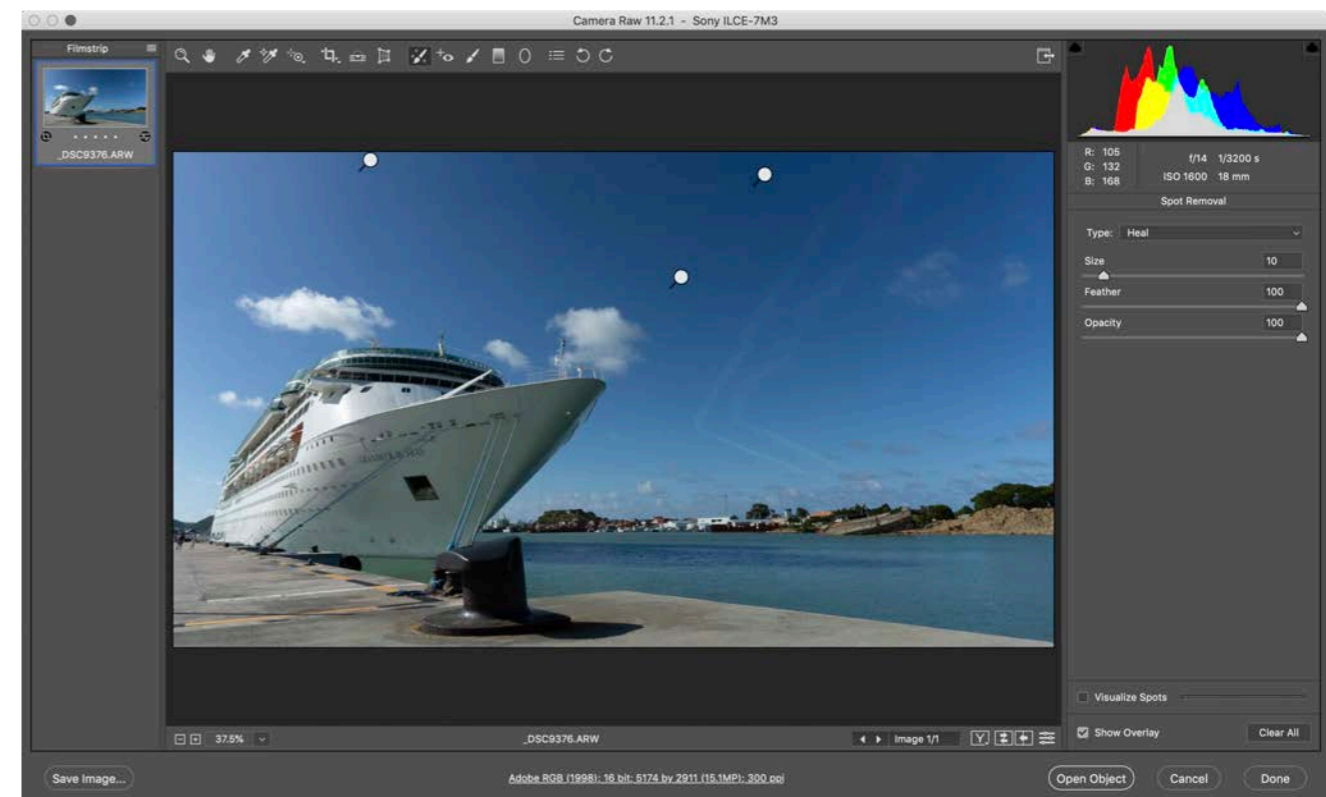 Camera Raw 11.2.1 - Sony ILCE-7M3
Filmstrip
_DSC9376.ARW
R: 105
G: 132
B: 168
f/14 1/3200 s
ISO 1600 18 mm
Spot Removal
Type: Heal
Size 10
Feather 100
Opacity 100
Visualize Spots
Show Overlay Clear All
37.5% _DSC9376.ARW Image 1/1 Y
Save Image... Adobe RGB (1998); 16 bit; 5174 by 2911 (15.1MP); 300 ppi Open Object Cancel Done